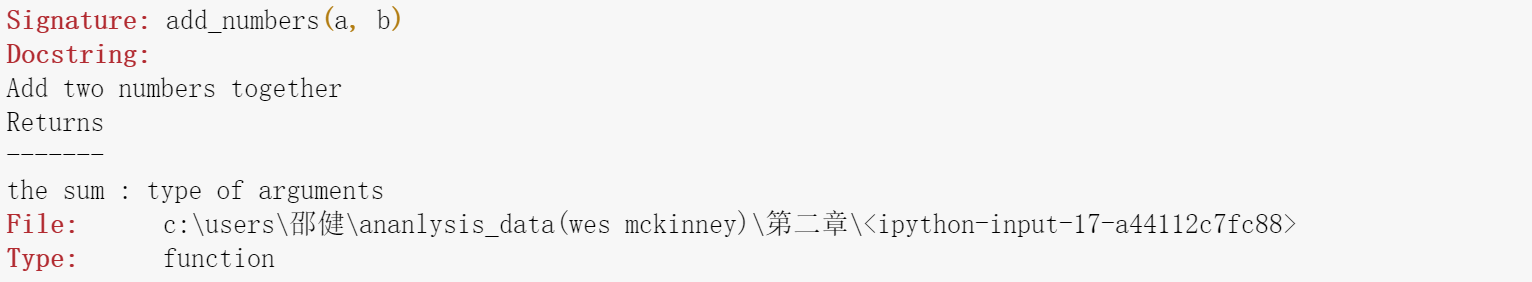 Signature: add_numbers(a, b)
Docstring:
Add two numbers together
Returns
-------
the sum : type of arguments
File:      c:\users\邵健\ananlysis_data(wes mckinney)\第二章\<ipython-input-17-a44112c7fc88>
Type:      function